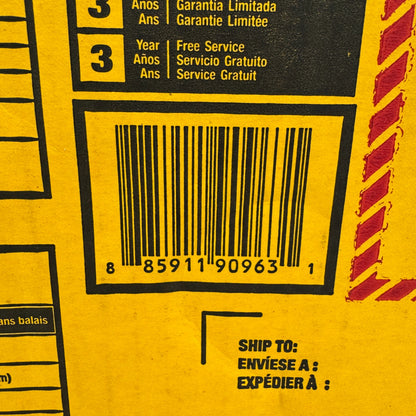 3 Años | Garantía Limitada
Ans | Garantie Limitée
3 Year | Free Service
Años | Servicio Gratuito
Ans | Service Gratuit
8 85911 90963 1
ans balais
m)
SHIP TO:
ENVÍESE A :
EXPÉDIER À :